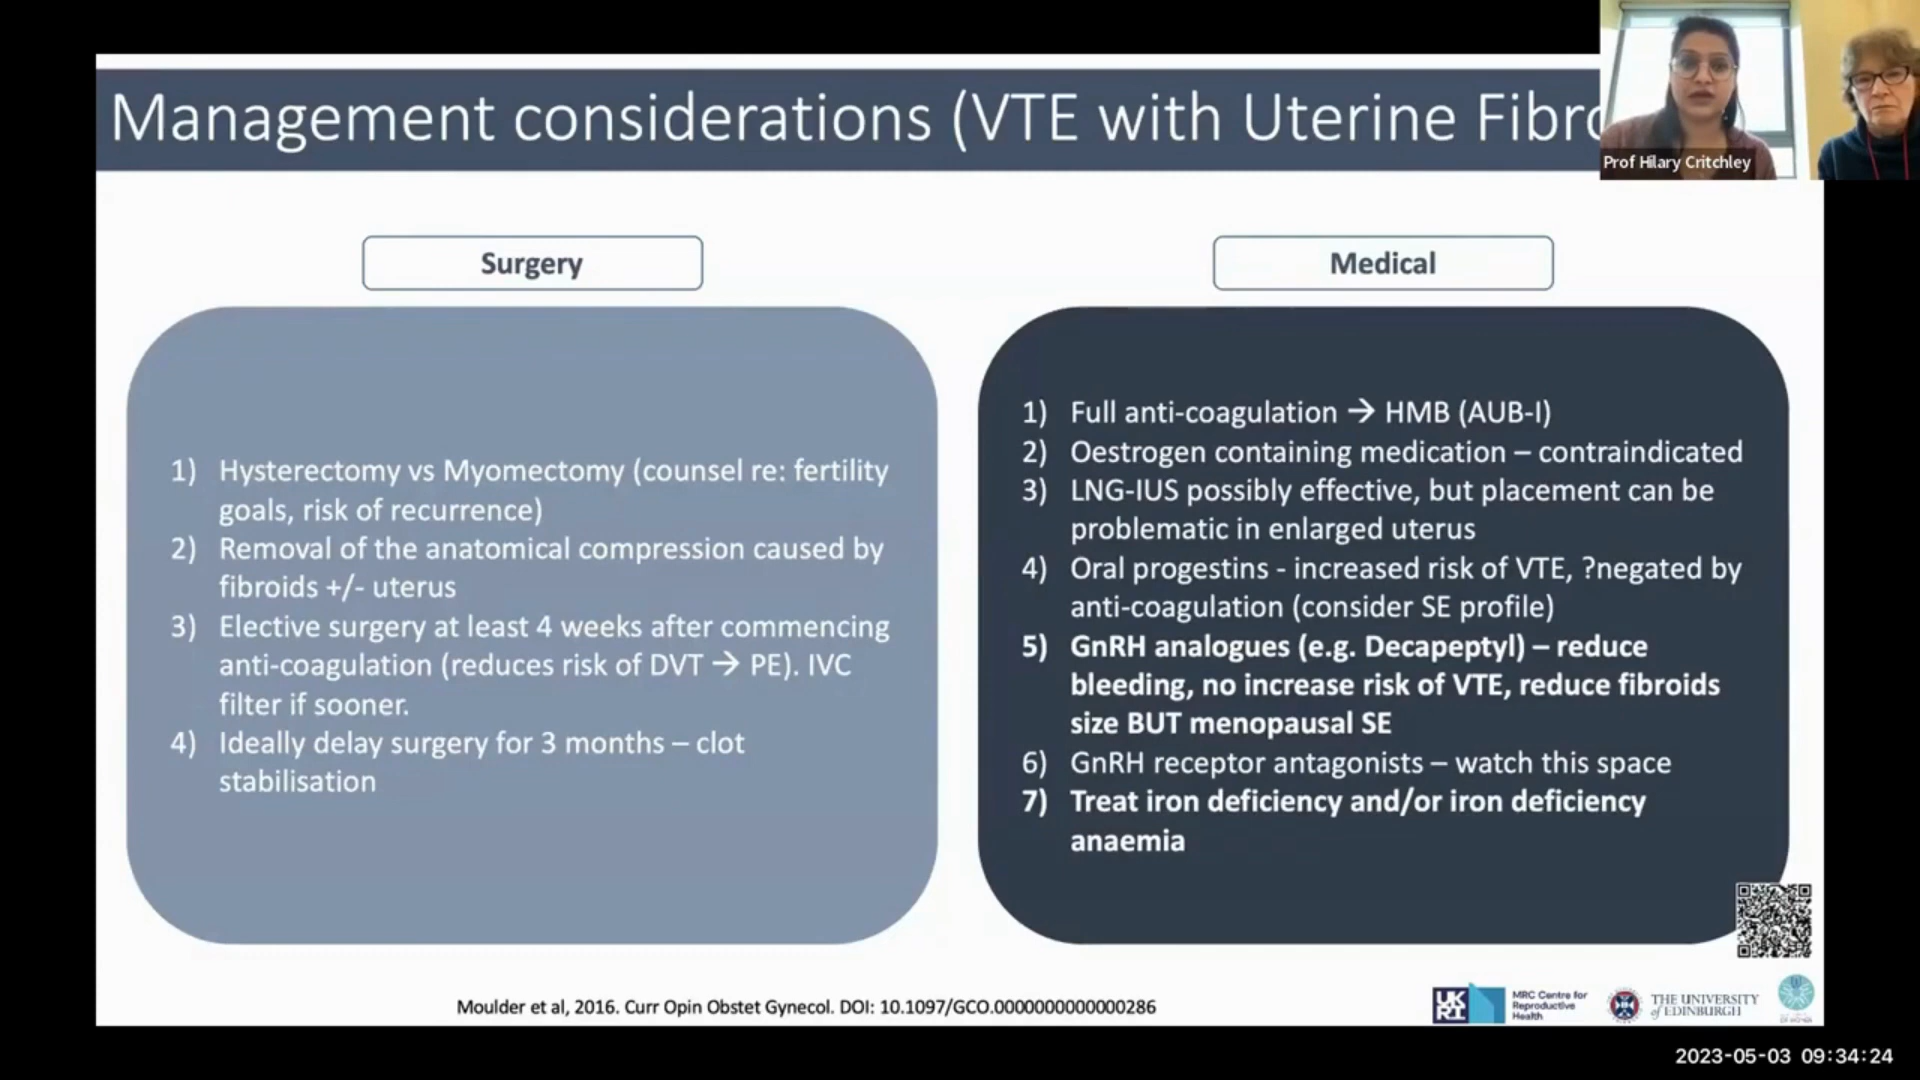 Management considerations (VTE with Uterine Fibro
Prof Hilary Critchley
Surgery
1) Hysterectomy vs Myomectomy (counsel re: fertility
goals, risk of recurrence)
2) Removal of the anatomical compression caused by
fibroids +/- uterus
3) Elective surgery at least 4 weeks after commencing
anti-coagulation (reduces risk of DVT → PE). IVC
filter if sooner.
4) Ideally delay surgery for 3 months – clot
stabilisation
Medical
1) Full anti-coagulation → HMB (AUB-I)
2) Oestrogen containing medication – contraindicated
3) LNG-IUS possibly effective, but placement can be
problematic in enlarged uterus
4) Oral progestins - increased risk of VTE, ?negated by
anti-coagulation (consider SE profile)
5) GnRH analogues (e.g. Decapeptyl) – reduce
bleeding, no increase risk of VTE, reduce fibroids
size BUT menopausal SE
6) GnRH receptor antagonists – watch this space
7) Treat iron deficiency and/or iron deficiency
anaemia
Moulder et al, 2016. Curr Opin Obstet Gynecol. DOI: 10.1097/GCO.0000000000000286
UK
RI
MRC Centre for
Reproductive
Health
THE UNIVERSITY
of EDINBURGH
2023-05-03 09:34:24